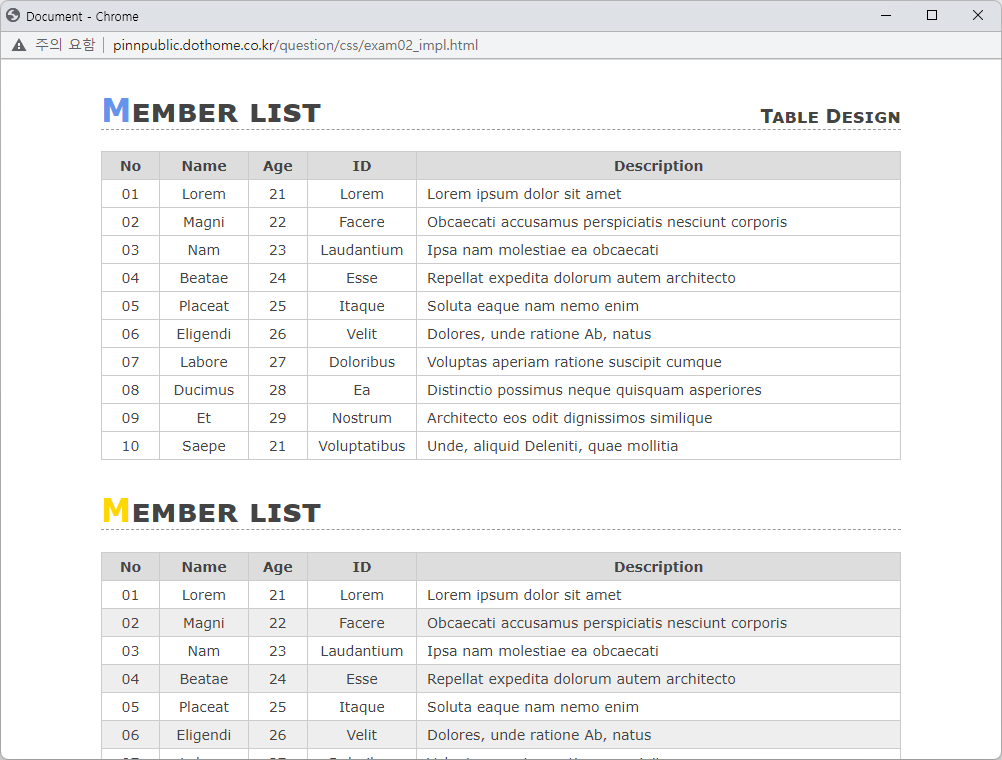 Document - Chrome
주의 요함 pinnpublic.dothome.co.kr/question/css/exam02_impl.html
Member list Table Design
No Name Age ID Description
01 Lorem 21 Lorem Lorem ipsum dolor sit amet
02 Magni 22 Facere Obcaecati accusamus perspiciatis nesciunt corporis
03 Nam 23 Laudantium Ipsa nam molestiae ea obcaecati
04 Beatae 24 Esse Repellat expedita dolorum autem architecto
05 Placeat 25 Itaque Soluta eaque nam nemo enim
06 Eligendi 26 Velit Dolores, unde ratione Ab, natus
07 Labore 27 Doloribus Voluptas aperiam ratione suscipit cumque
08 Ducimus 28 Ea Distinctio possimus neque quisquam asperiores
09 Et 29 Nostrum Architecto eos odit dignissimos similique
10 Saepe 21 Voluptatibus Unde, aliquid Deleniti, quae mollitia
Member list
No Name Age ID Description
01 Lorem 21 Lorem Lorem ipsum dolor sit amet
02 Magni 22 Facere Obcaecati accusamus perspiciatis nesciunt corporis
03 Nam 23 Laudantium Ipsa nam molestiae ea obcaecati
04 Beatae 24 Esse Repellat expedita dolorum autem architecto
05 Placeat 25 Itaque Soluta eaque nam nemo enim
06 Eligendi 26 Velit Dolores, unde ratione Ab, natus